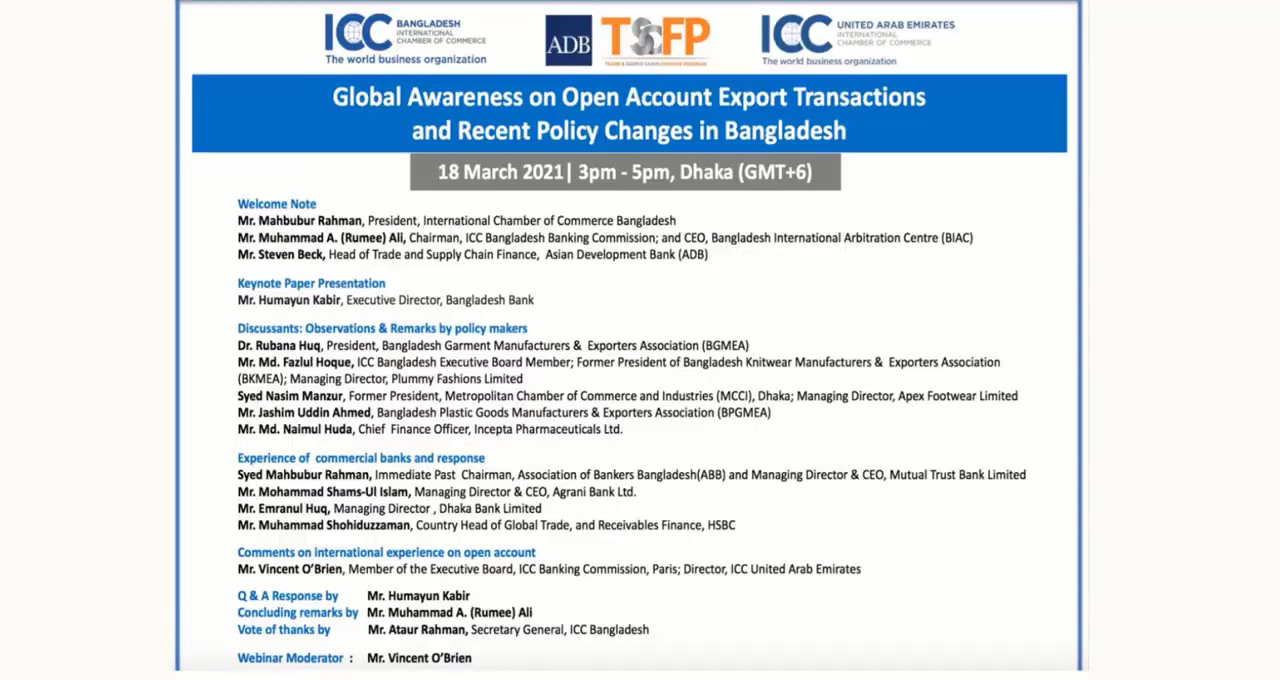 ICC BANGLADESH
INTERNATIONAL
CHAMBER OF COMMERCE
The world business organization
ADB
TSCFP
TRADE & SUPPLY CHAIN FINANCE PROGRAM
ICC UNITED ARAB EMIRATES
INTERNATIONAL
CHAMBER OF COMMERCE
The world business organization
Global Awareness on Open Account Export Transactions
and Recent Policy Changes in Bangladesh
18 March 2021| 3pm - 5pm, Dhaka (GMT+6)
Welcome Note
Mr. Mahbubur Rahman, President, International Chamber of Commerce Bangladesh
Mr. Muhammad A. (Rumee) Ali, Chairman, ICC Bangladesh Banking Commission; and CEO, Bangladesh International Arbitration Centre (BIAC)
Mr. Steven Beck, Head of Trade and Supply Chain Finance, Asian Development Bank (ADB)
Keynote Paper Presentation
Mr. Humayun Kabir, Executive Director, Bangladesh Bank
Discussants: Observations & Remarks by policy makers
Dr. Rubana Huq, President, Bangladesh Garment Manufacturers & Exporters Association (BGMEA)
Mr. Md. Fazlul Hoque, ICC Bangladesh Executive Board Member; Former President of Bangladesh Knitwear Manufacturers & Exporters Association
(BKMEA); Managing Director, Plummy Fashions Limited
Syed Nasim Manzur, Former President, Metropolitan Chamber of Commerce and Industries (MCCI), Dhaka; Managing Director, Apex Footwear Limited
Mr. Jashim Uddin Ahmed, Bangladesh Plastic Goods Manufacturers & Exporters Association (BPGMEA)
Mr. Md. Naimul Huda, Chief Finance Officer, Incepta Pharmaceuticals Ltd.
Experience of commercial banks and response
Syed Mahbubur Rahman, Immediate Past Chairman, Association of Bankers Bangladesh(ABB) and Managing Director & CEO, Mutual Trust Bank Limited
Mr. Mohammad Shams-Ul Islam, Managing Director & CEO, Agrani Bank Ltd.
Mr. Emranul Huq, Managing Director , Dhaka Bank Limited
Mr. Muhammad Shohiduzzaman, Country Head of Global Trade, and Receivables Finance, HSBC
Comments on international experience on open account
Mr. Vincent O’Brien, Member of the Executive Board, ICC Banking Commission, Paris; Director, ICC United Arab Emirates
Q & A Response by Mr. Humayun Kabir
Concluding remarks by Mr. Muhammad A. (Rumee) Ali
Vote of thanks by Mr. Ataur Rahman, Secretary General, ICC Bangladesh
Webinar Moderator : Mr. Vincent O’Brien